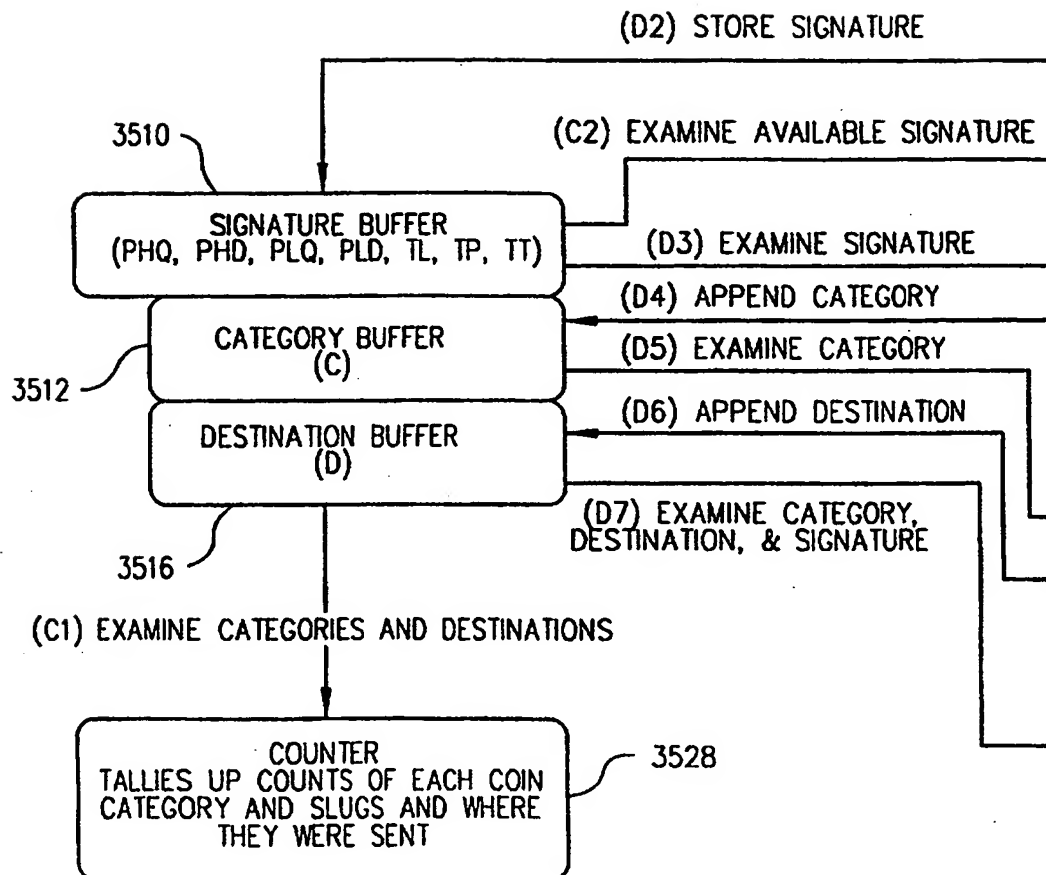 (D2) STORE SIGNATURE
3510
(C2) EXAMINE AVAILABLE SIGNATURE
SIGNATURE BUFFER
(PHQ, PHD, PLQ, PLD, TL, TP, TT)
(D3) EXAMINE SIGNATURE
(D4) APPEND CATEGORY
CATEGORY BUFFER
(C)
(D5) EXAMINE CATEGORY
3512
(D6) APPEND DESTINATION
DESTINATION BUFFER
(D)
(D7) EXAMINE CATEGORY,
DESTINATION, & SIGNATURE
3516
(C1) EXAMINE CATEGORIES AND DESTINATIONS
COUNTER
TALLIES UP COUNTS OF EACH COIN
CATEGORY AND SLUGS AND WHERE
THEY WERE SENT
3528